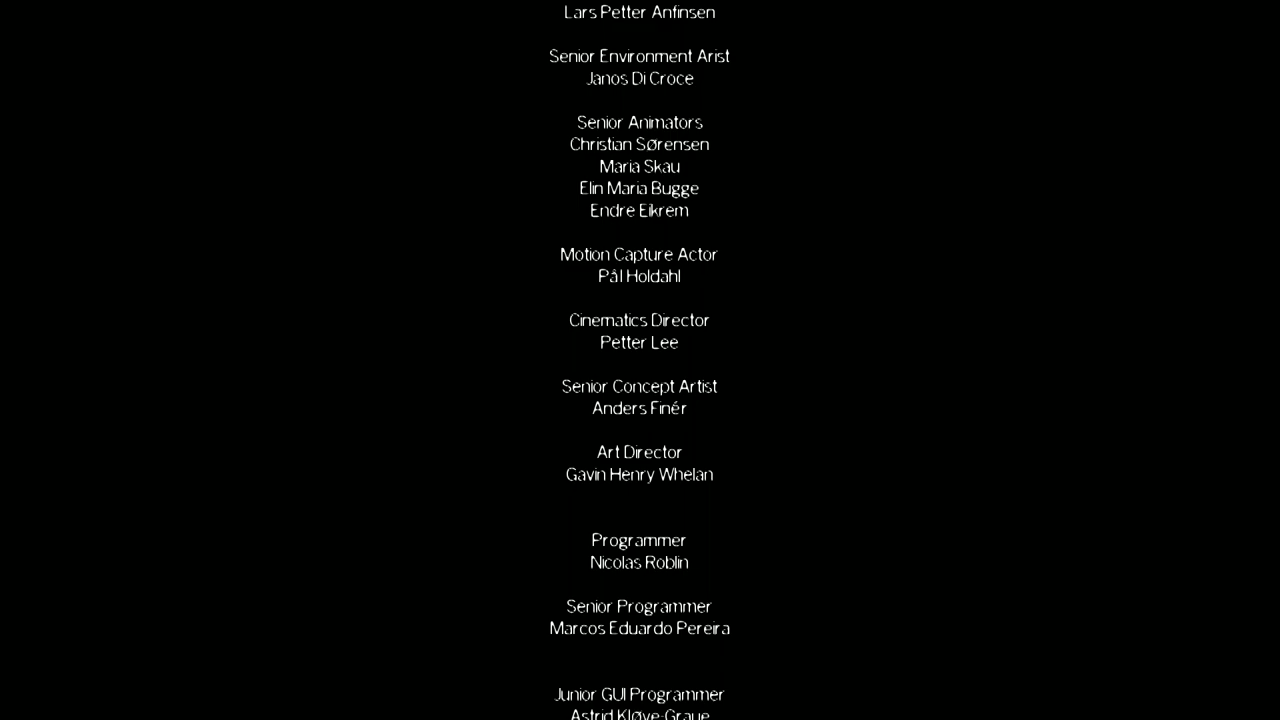 Lars Petter Anfinsen
Senior Environment Arist
Janos Di Croce
Senior Animators
Christian Sørensen
Maria Skau
Elin Maria Bugge
Endre Eikrem
Motion Capture Actor
Pål Holdahl
Cinematics Director
Petter Lee
Senior Concept Artist
Anders Finér
Art Director
Gavin Henry Whelan
Programmer
Nicolas Roblin
Senior Programmer
Marcos Eduardo Pereira
Junior GUI Programmer
Astrid Kløve-Graue